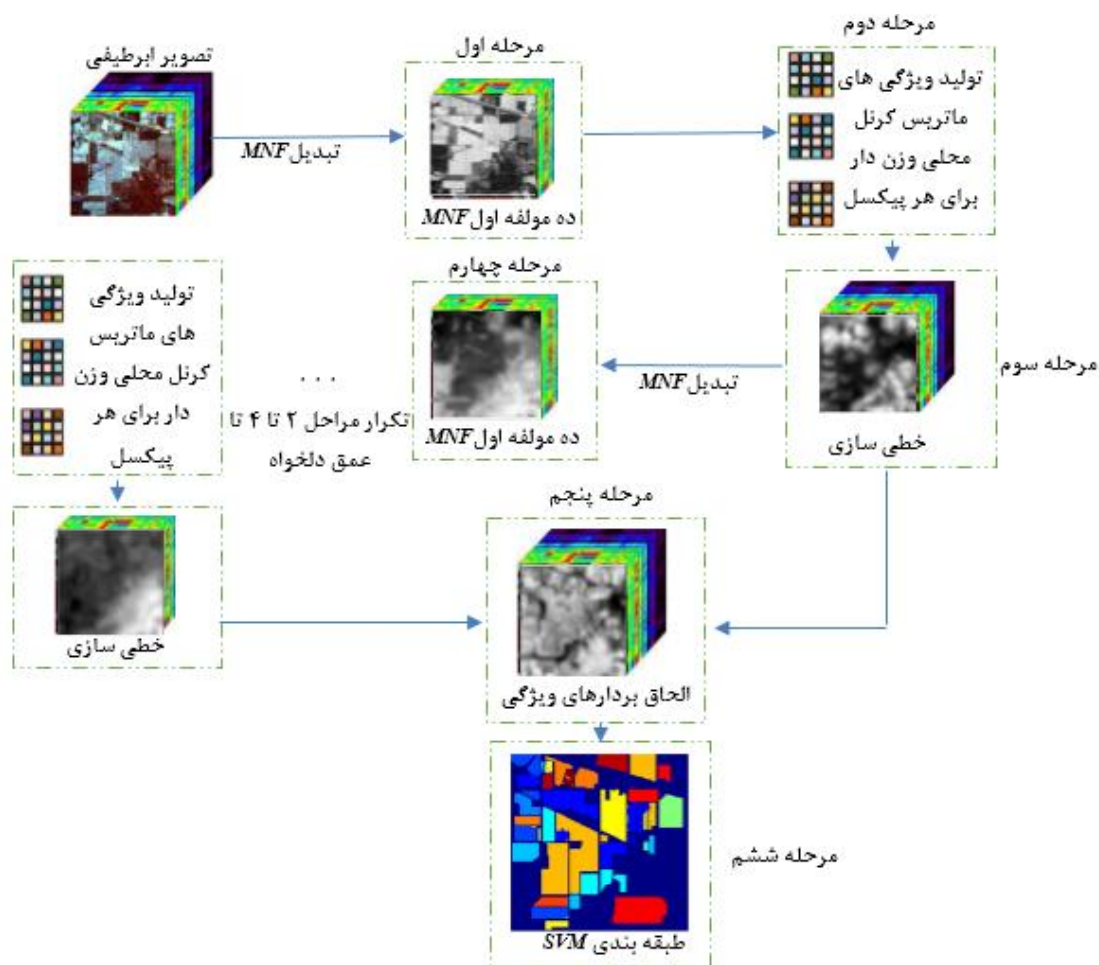 تصویر ابرطیفی
تبدیل MNF
مرحله اول
ده مولفه اول MNF
مرحله دوم
تولید ویژگی های
ماتریس کرنل
محلی وزن دار
برای هر پیکسل
مرحله سوم
خطی سازی
تبدیل MNF
مرحله چهارم
ده مولفه اول MNF
. . .
تکرار مراحل ۲ تا ۴ تا
عمق دلخواه
تولید ویژگی
های ماتریس
کرنل محلی وزن
دار برای هر
پیکسل
خطی سازی
مرحله پنجم
الحاق بردارهای ویژگی
مرحله ششم
طبقه بندی SVM